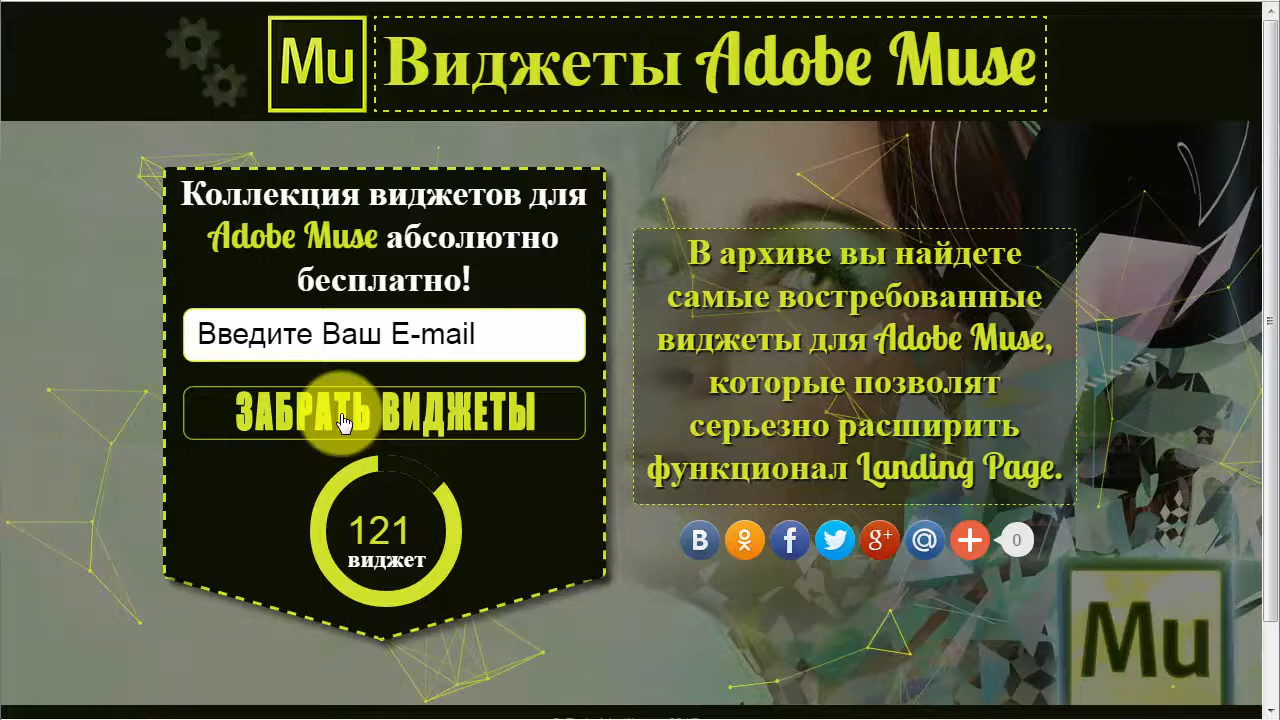 Mu
Виджеты Adobe Muse
Коллекция виджетов для
Adobe Muse абсолютно
бесплатно!
Введите Ваш E-mail
ЗАБРАТЬ ВИДЖЕТЫ
121
виджет
В архиве вы найдете
самые востребованные
виджеты для Adobe Muse,
которые позволят
серьезно расширить
функционал Landing Page.
В f g+ @ + 0
Mu